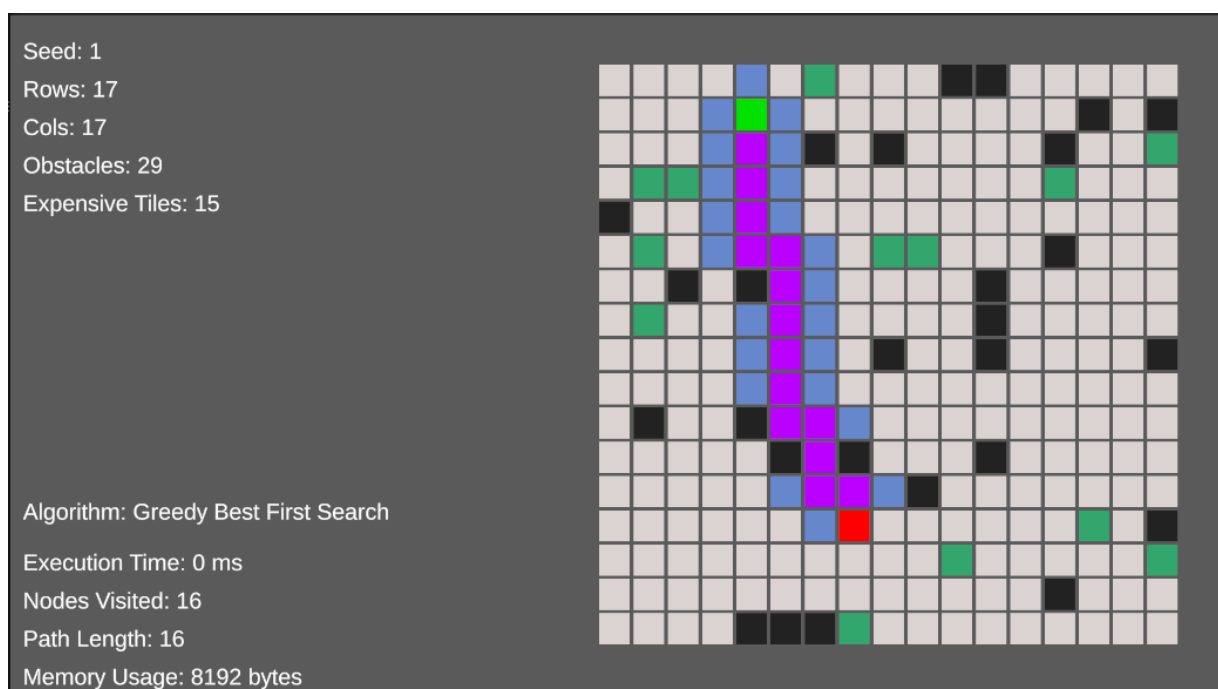 Seed: 1
Rows: 17
Cols: 17
Obstacles: 29
Expensive Tiles: 15
Algorithm: Greedy Best First Search
Execution Time: 0 ms
Nodes Visited: 16
Path Length: 16
Memory Usage: 8192 bytes